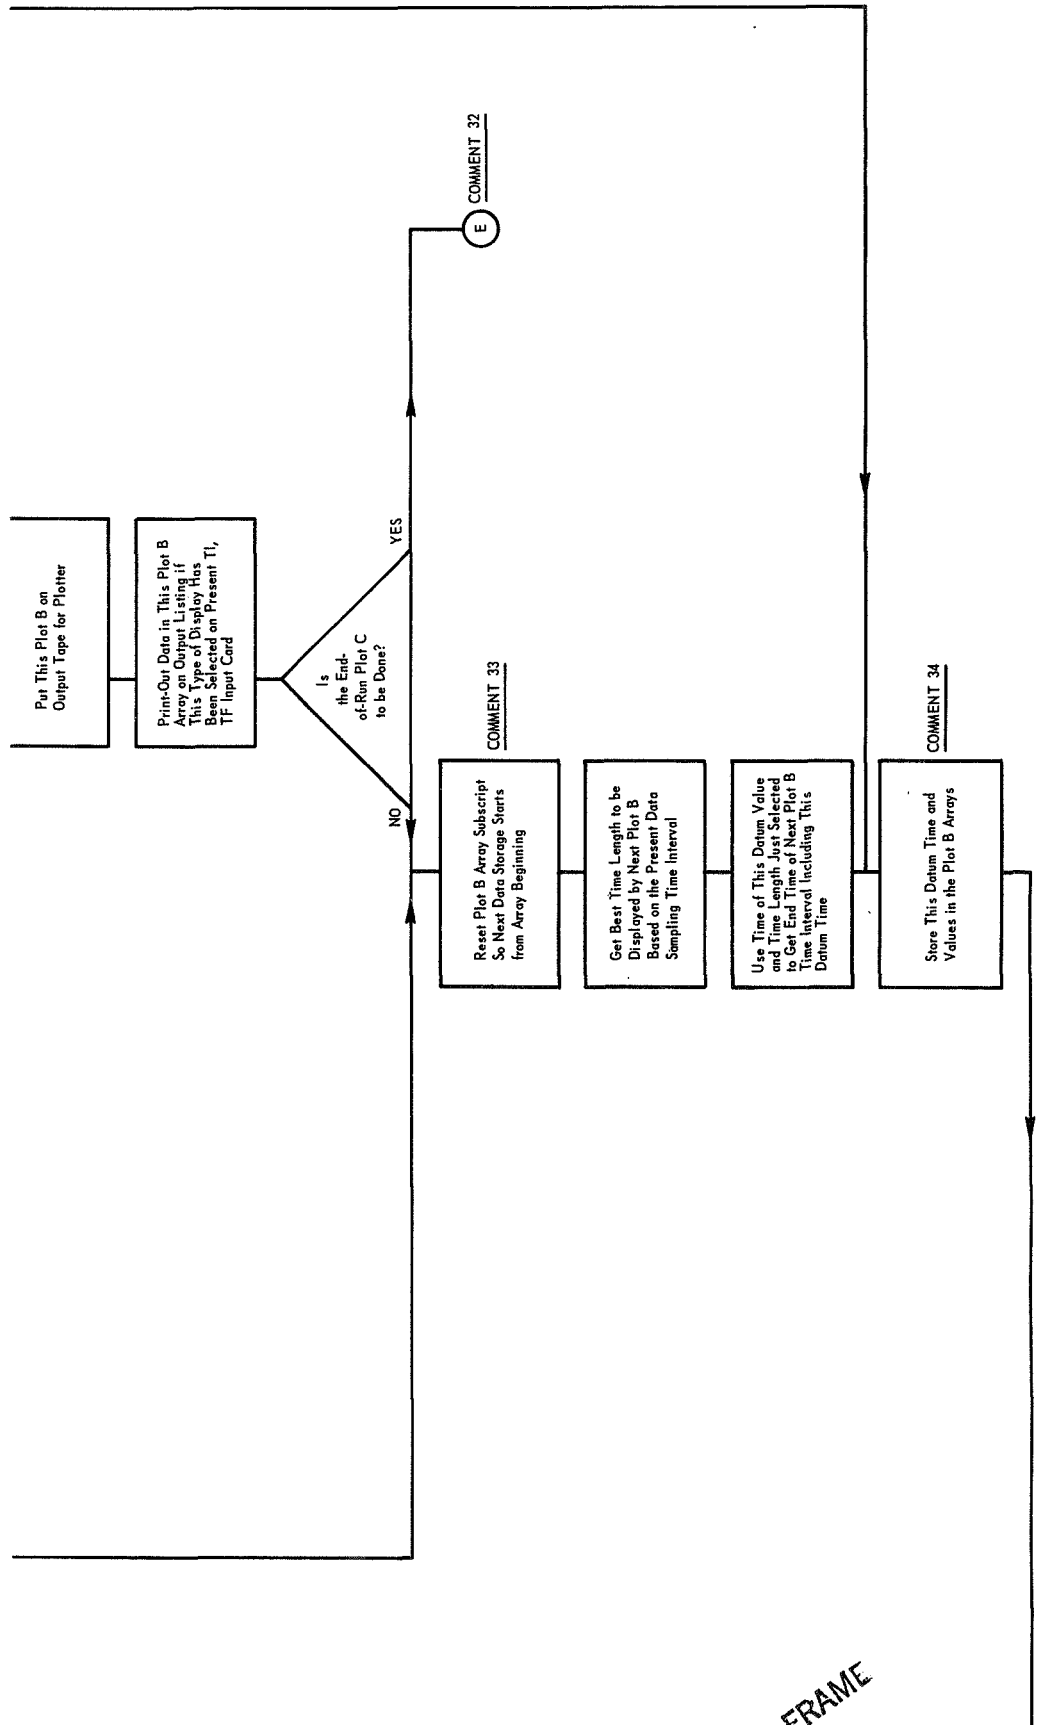 Put This Plot B on
Output Tape for Plotter
Print-Out Data in This Plot B
Array on Output Listing if
This Type of Display Has
Been Selected on Present TI,
TF Input Card
Is
the End-
of-Run Plot C
to be Done?
YES
NO
E
COMMENT 32
COMMENT 33
Reset Plot B Array Subscript
So Next Data Storage Starts
from Array Beginning
Get Best Time Length to be
Displayed by Next Plot B
Based on the Present Data
Sampling Time Interval
Use Time of This Datum Value
and Time Length Just Selected
to Get End Time of Next Plot B
Time Interval Including This
Datum Time
COMMENT 34
Store This Datum Time and
Values in the Plot B Arrays
FRAME